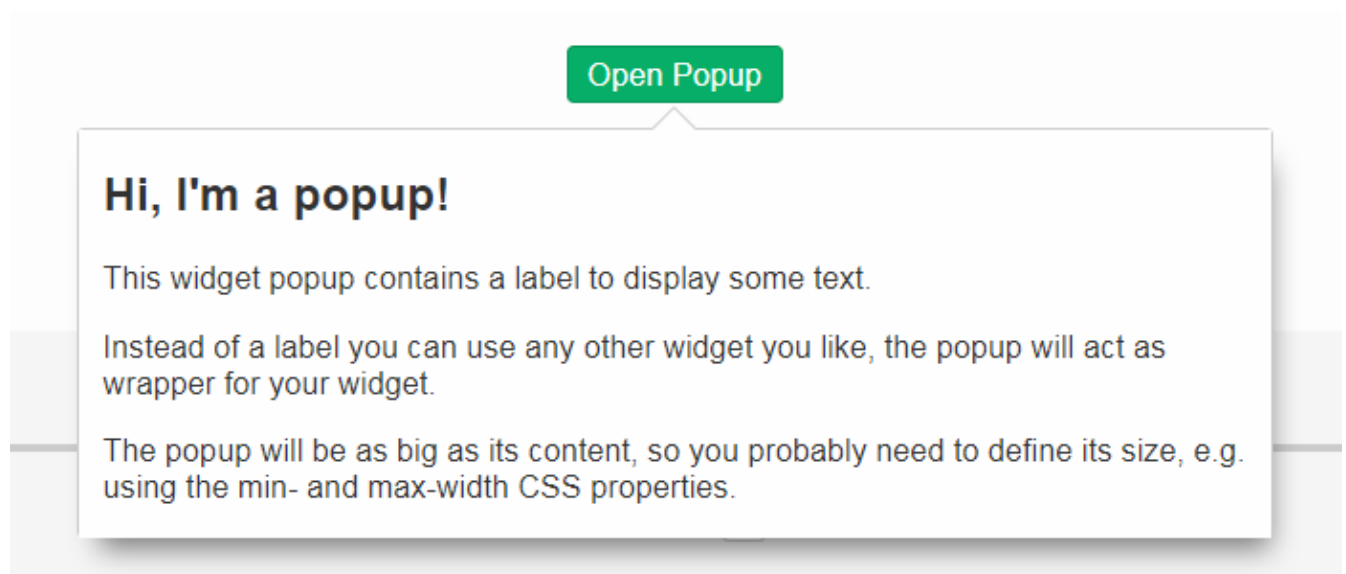 Open Popup
Hi, I'm a popup!
This widget popup contains a label to display some text.
Instead of a label you can use any other widget you like, the popup will act as
wrapper for your widget.
The popup will be as big as its content, so you probably need to define its size, e.g.
using the min- and max-width CSS properties.